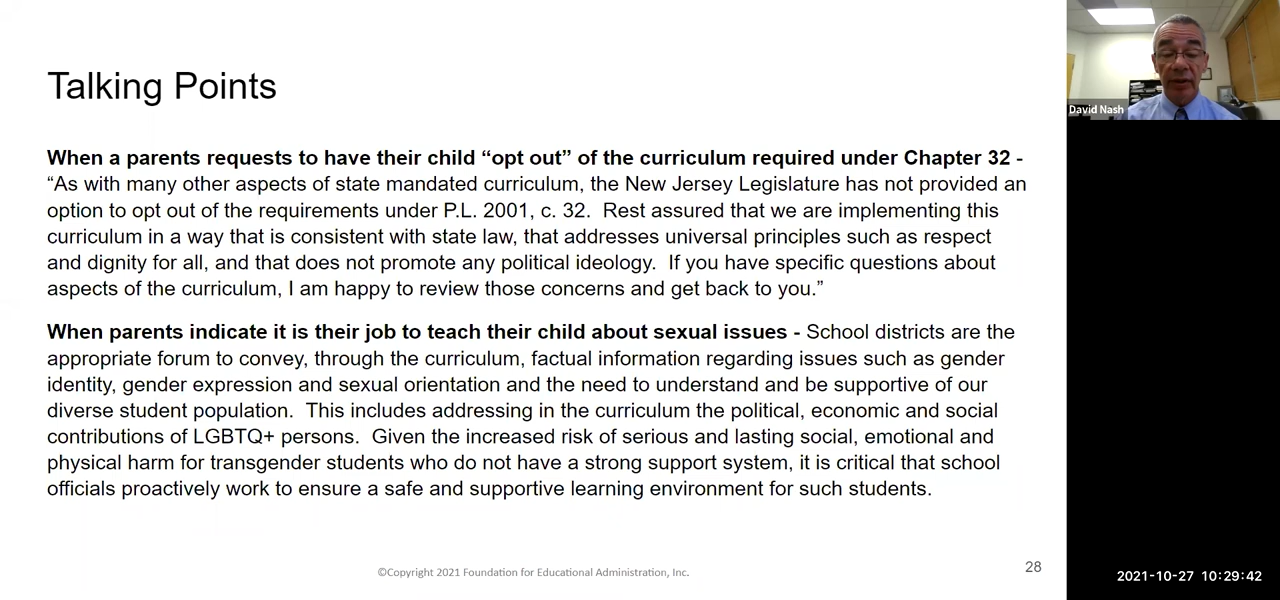 Talking Points
When a parents requests to have their child “opt out” of the curriculum required under Chapter 32 -
“As with many other aspects of state mandated curriculum, the New Jersey Legislature has not provided an
option to opt out of the requirements under P.L. 2001, c. 32.  Rest assured that we are implementing this
curriculum in a way that is consistent with state law, that addresses universal principles such as respect
and dignity for all, and that does not promote any political ideology.  If you have specific questions about
aspects of the curriculum, I am happy to review those concerns and get back to you.”
When parents indicate it is their job to teach their child about sexual issues - School districts are the
appropriate forum to convey, through the curriculum, factual information regarding issues such as gender
identity, gender expression and sexual orientation and the need to understand and be supportive of our
diverse student population.  This includes addressing in the curriculum the political, economic and social
contributions of LGBTQ+ persons.  Given the increased risk of serious and lasting social, emotional and
physical harm for transgender students who do not have a strong support system, it is critical that school
officials proactively work to ensure a safe and supportive learning environment for such students.
©Copyright 2021 Foundation for Educational Administration, Inc.
28
David Nash
2021-10-27 10:29:42